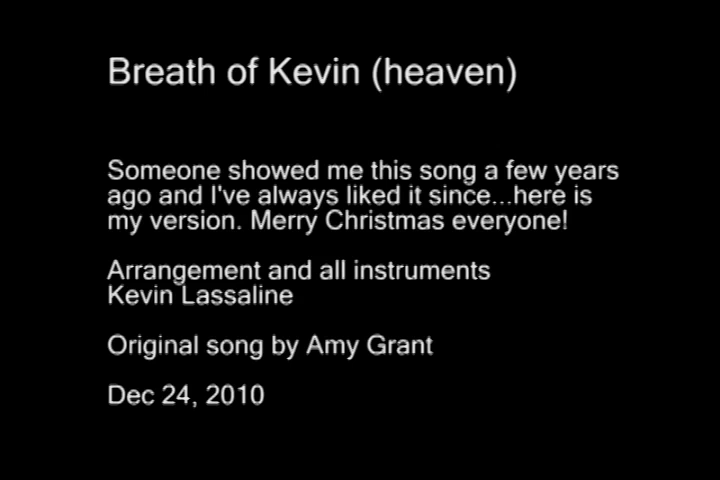 Breath of Kevin (heaven)
Someone showed me this song a few years
ago and I've always liked it since...here is
my version. Merry Christmas everyone!
Arrangement and all instruments
Kevin Lassaline
Original song by Amy Grant
Dec 24, 2010